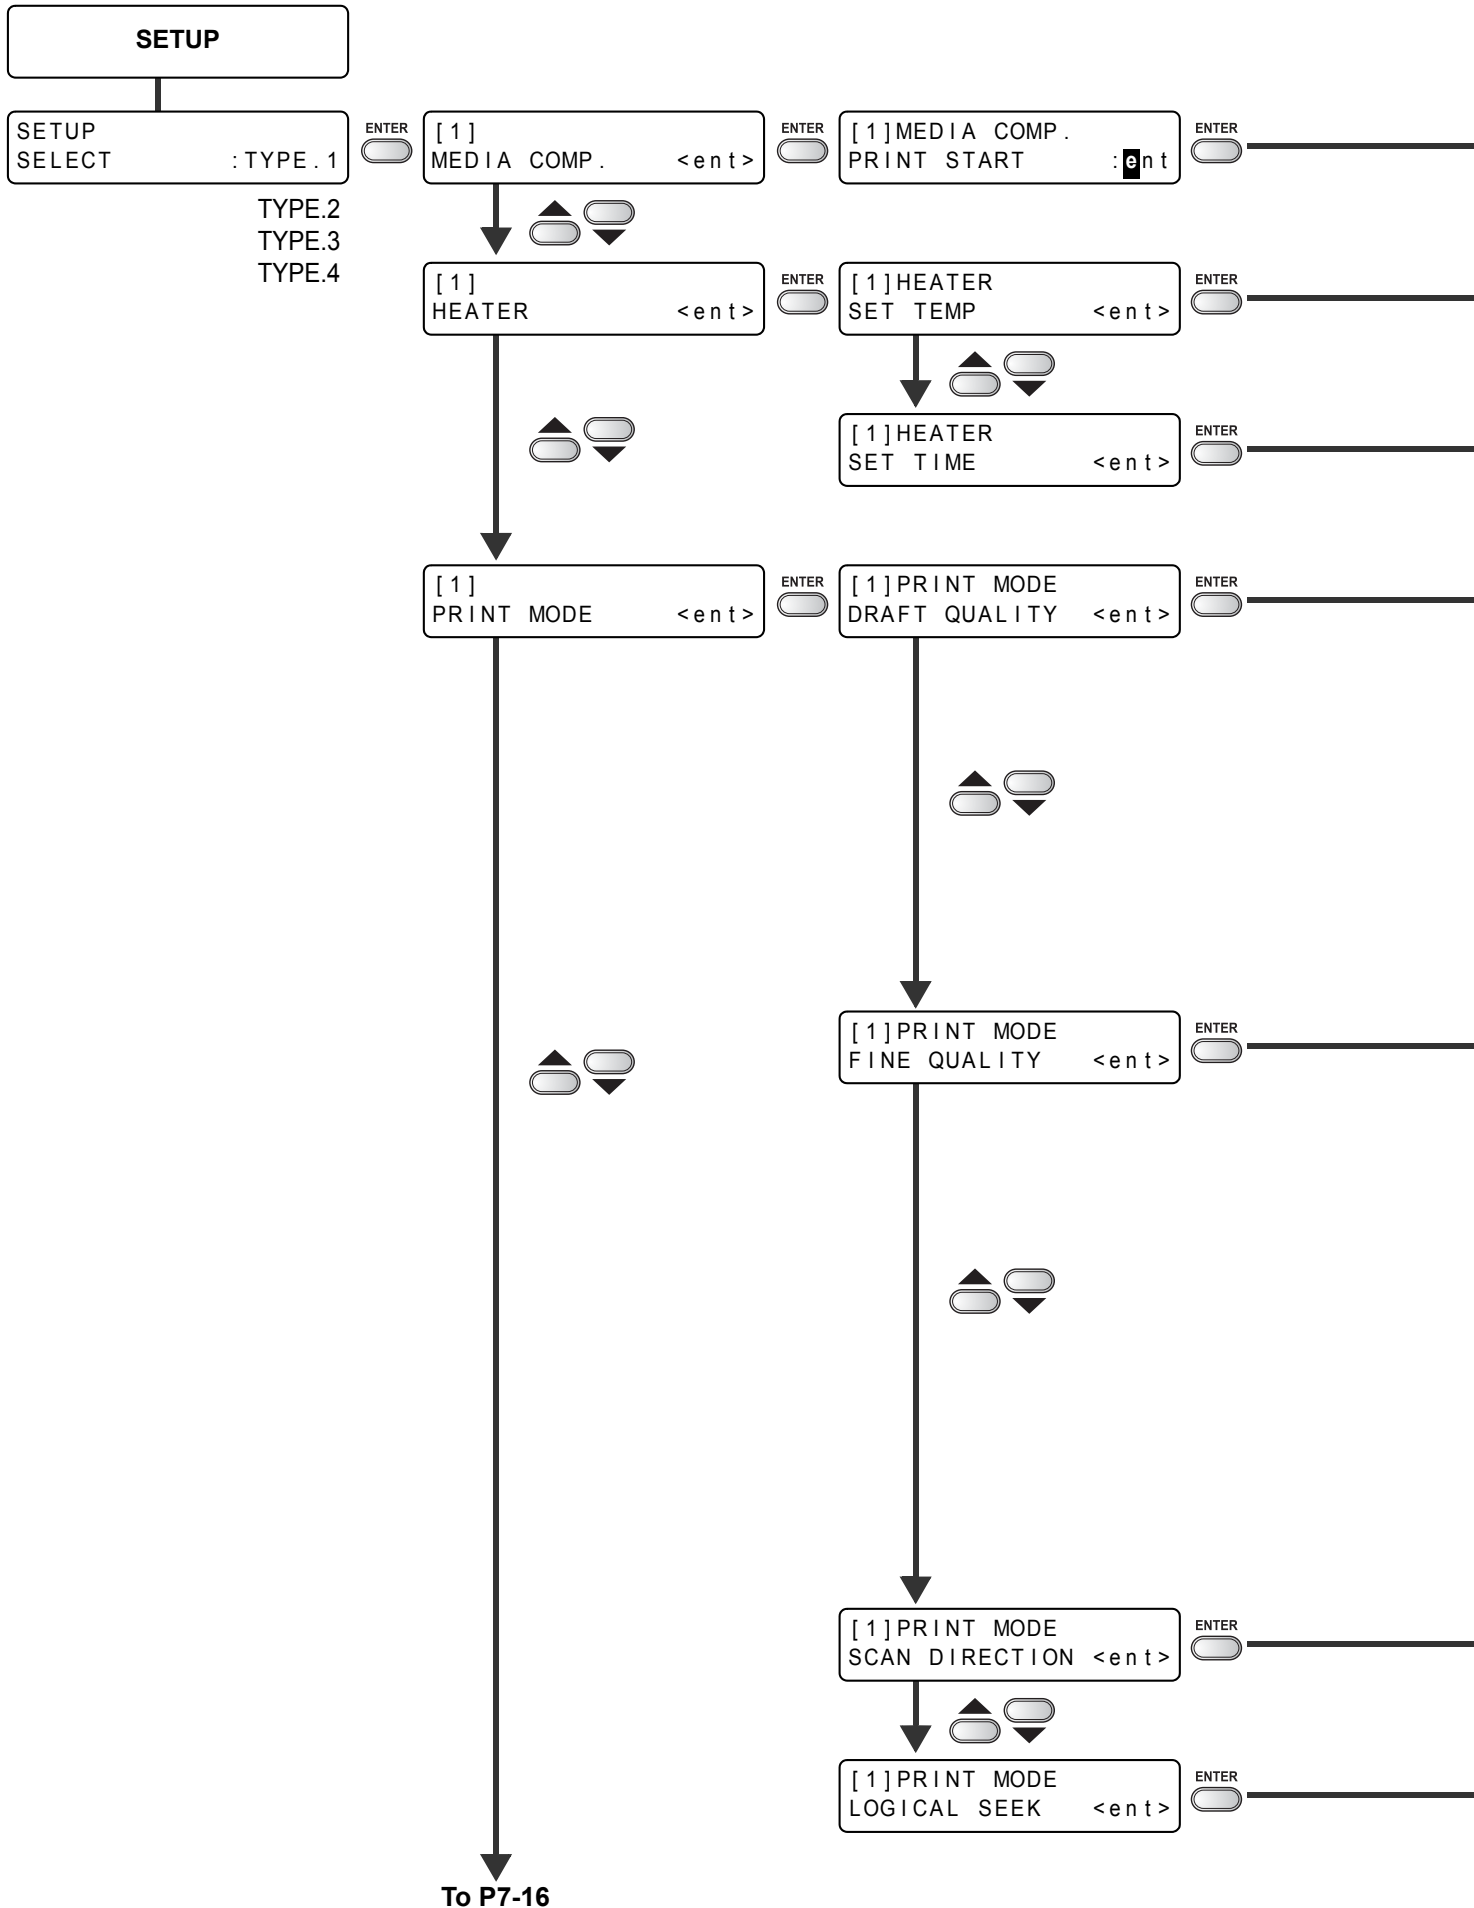 SETUP
SETUP
SELECT :TYPE.1
TYPE.2
TYPE.3
TYPE.4
ENTER
[1]
MEDIA COMP. <ent>
ENTER
[1]MEDIA COMP.
PRINT START :ent
ENTER
[1]
HEATER <ent>
ENTER
[1]HEATER
SET TEMP <ent>
ENTER
[1]HEATER
SET TIME <ent>
ENTER
[1]
PRINT MODE <ent>
ENTER
[1]PRINT MODE
DRAFT QUALITY <ent>
ENTER
[1]PRINT MODE
FINE QUALITY <ent>
ENTER
[1]PRINT MODE
SCAN DIRECTION <ent>
ENTER
[1]PRINT MODE
LOGICAL SEEK <ent>
ENTER
To P7-16